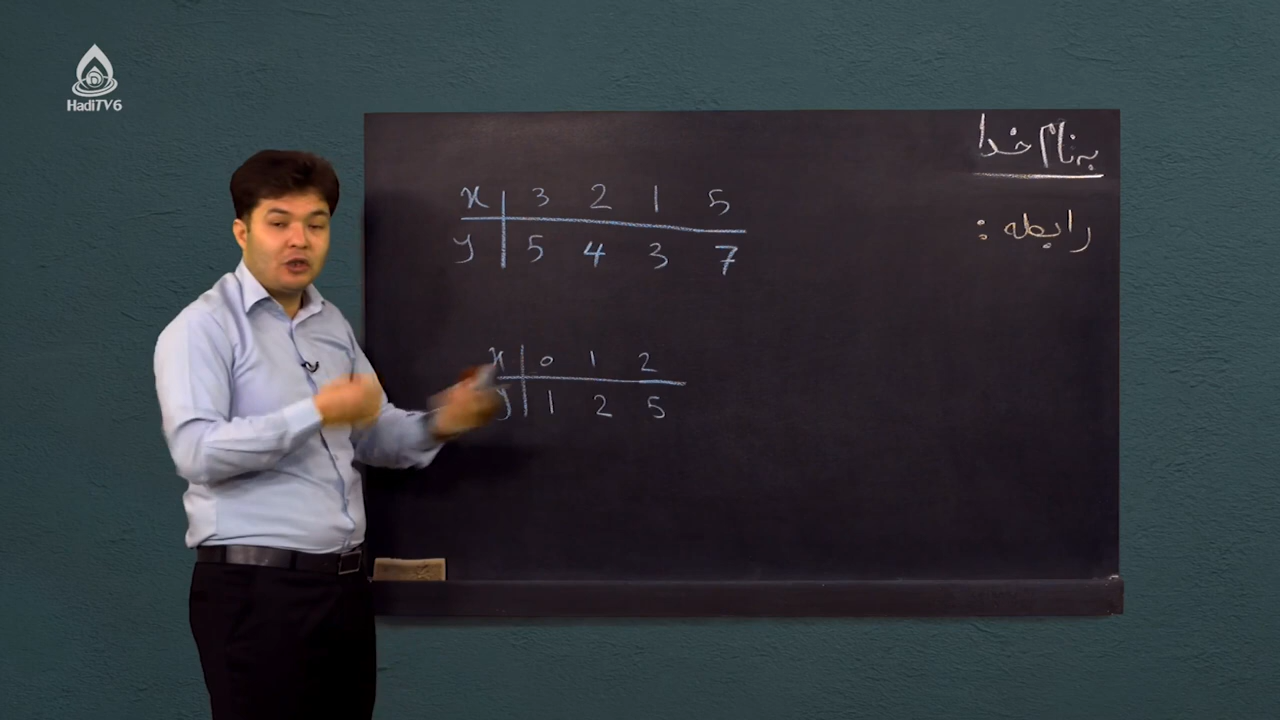 HadiTV6
به نام خدا
رابطه :
x 3 2 1 5
y 5 4 3 7
x 0 1 2
y 1 2 5